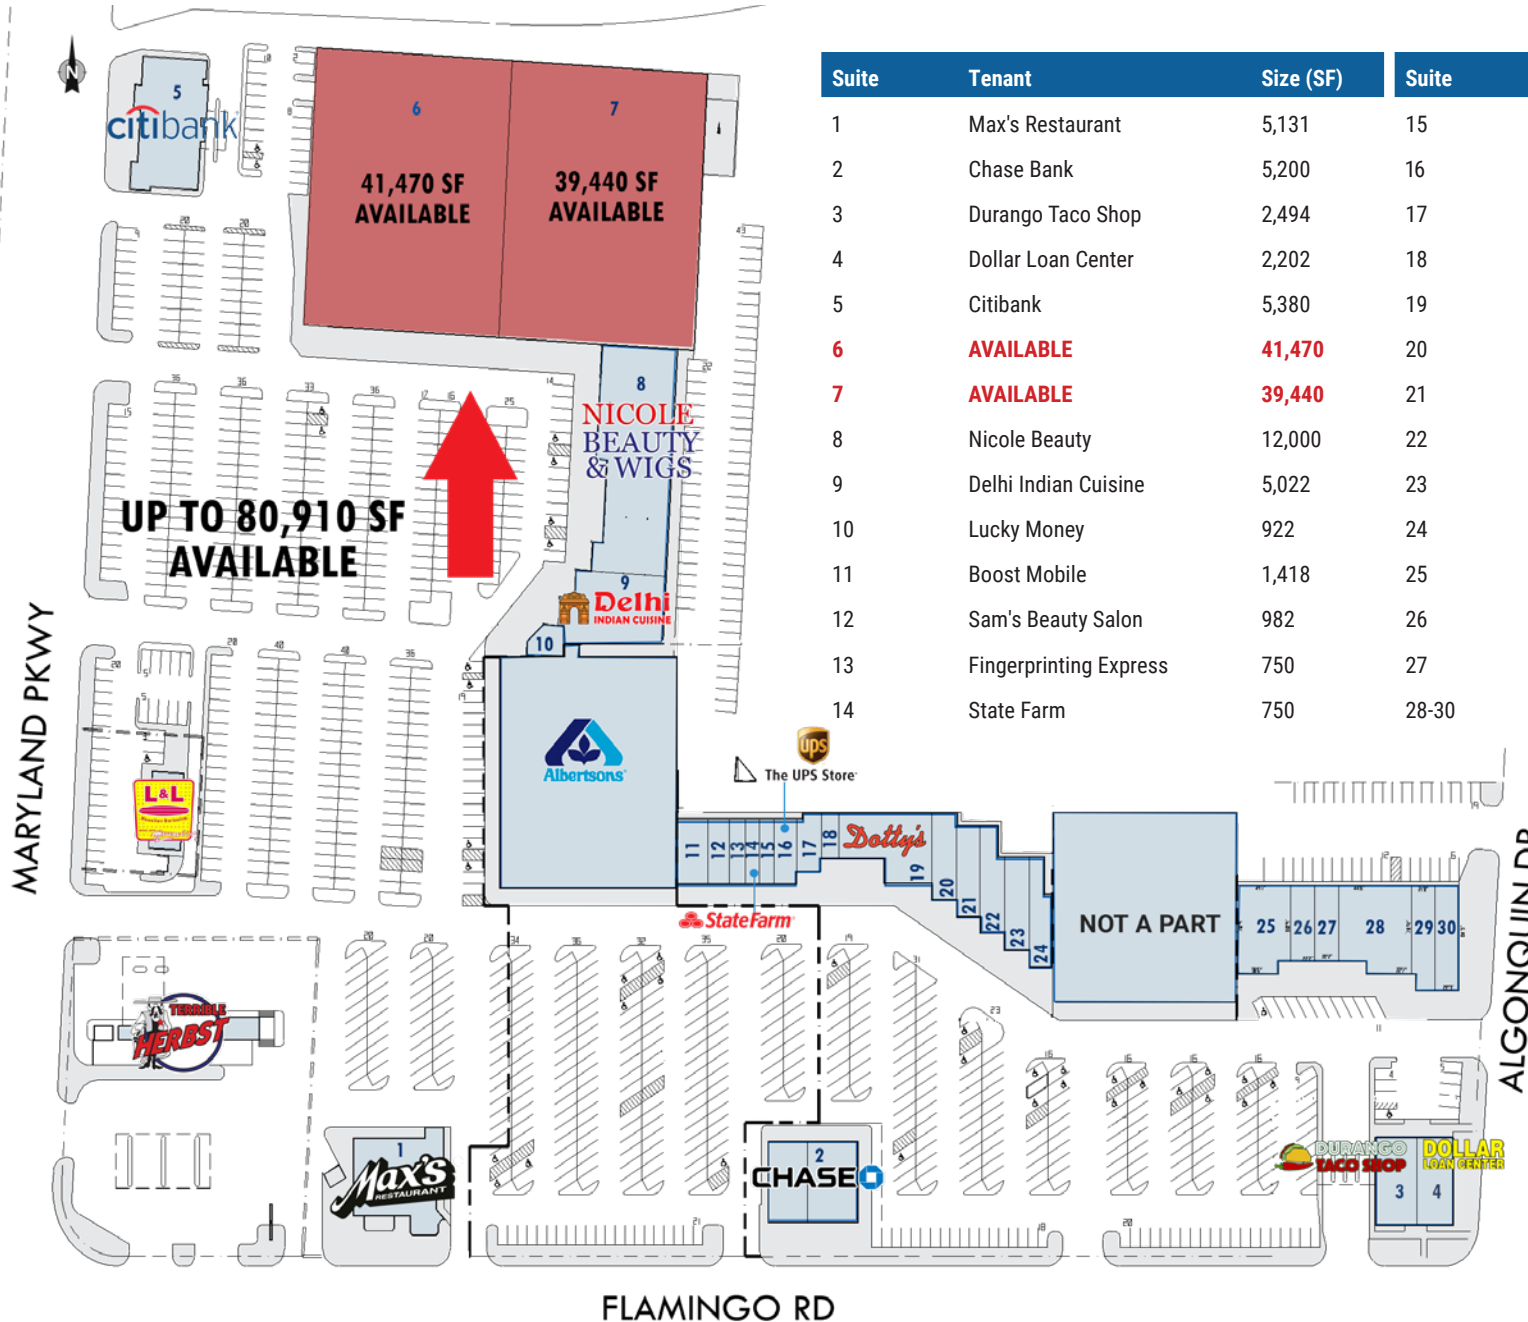 N
5
citibank
6
41,470 SF
AVAILABLE
7
39,440 SF
AVAILABLE
Suite Tenant Size (SF) Suite
1 Max's Restaurant 5,131 15
2 Chase Bank 5,200 16
3 Durango Taco Shop 2,494 17
4 Dollar Loan Center 2,202 18
5 Citibank 5,380 19
6 AVAILABLE 41,470 20
7 AVAILABLE 39,440 21
8 Nicole Beauty 12,000 22
9 Delhi Indian Cuisine 5,022 23
10 Lucky Money 922 24
11 Boost Mobile 1,418 25
12 Sam's Beauty Salon 982 26
13 Fingerprinting Express 750 27
14 State Farm 750 28-30
8
NICOLE
BEAUTY
& WIGS
UP TO 80,910 SF
AVAILABLE
9
Delhi
INDIAN CUISINE
10
MARYLAND PKWY
Albertsons
L&L
ups
The UPS Store
11 12 13 14 15 16 17 18
Dotty's
19 20 21 22 23 24
State Farm
NOT A PART
25 26 27 28 29 30
ALGONQUIN DR
TERRIBLE
HERBST
1
MAX'S
RESTAURANT
2
CHASE
DURANGO
TACO SHOP
DOLLAR
LOAN CENTER
3 4
FLAMINGO RD